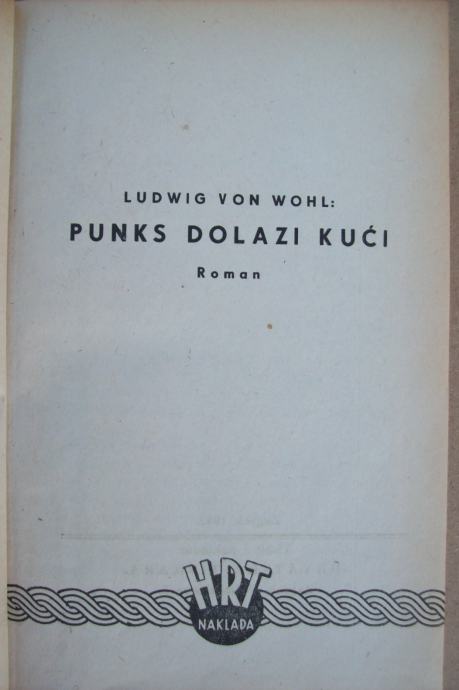 LUDWIG VON WOHL:
PUNKS DOLAZI KUĆI
Roman
HRT
NAKLADA